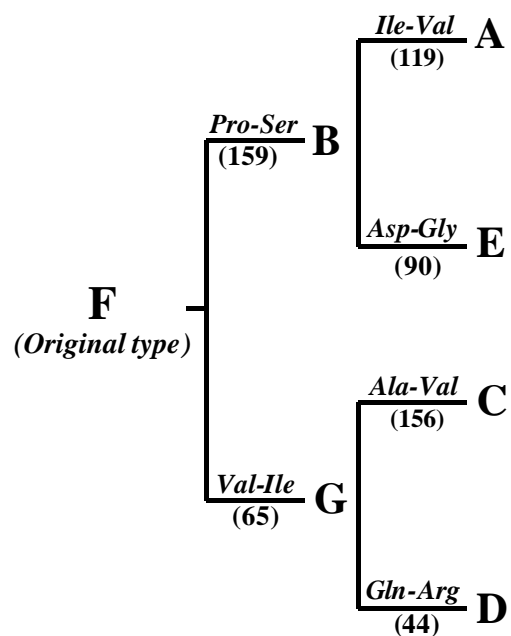 Ile-Val
(119)
A
Pro-Ser
(159)
B
Asp-Gly
(90)
E
F
(Original type)
Ala-Val
(156)
C
Val-Ile
(65)
G
Gln-Arg
(44)
D